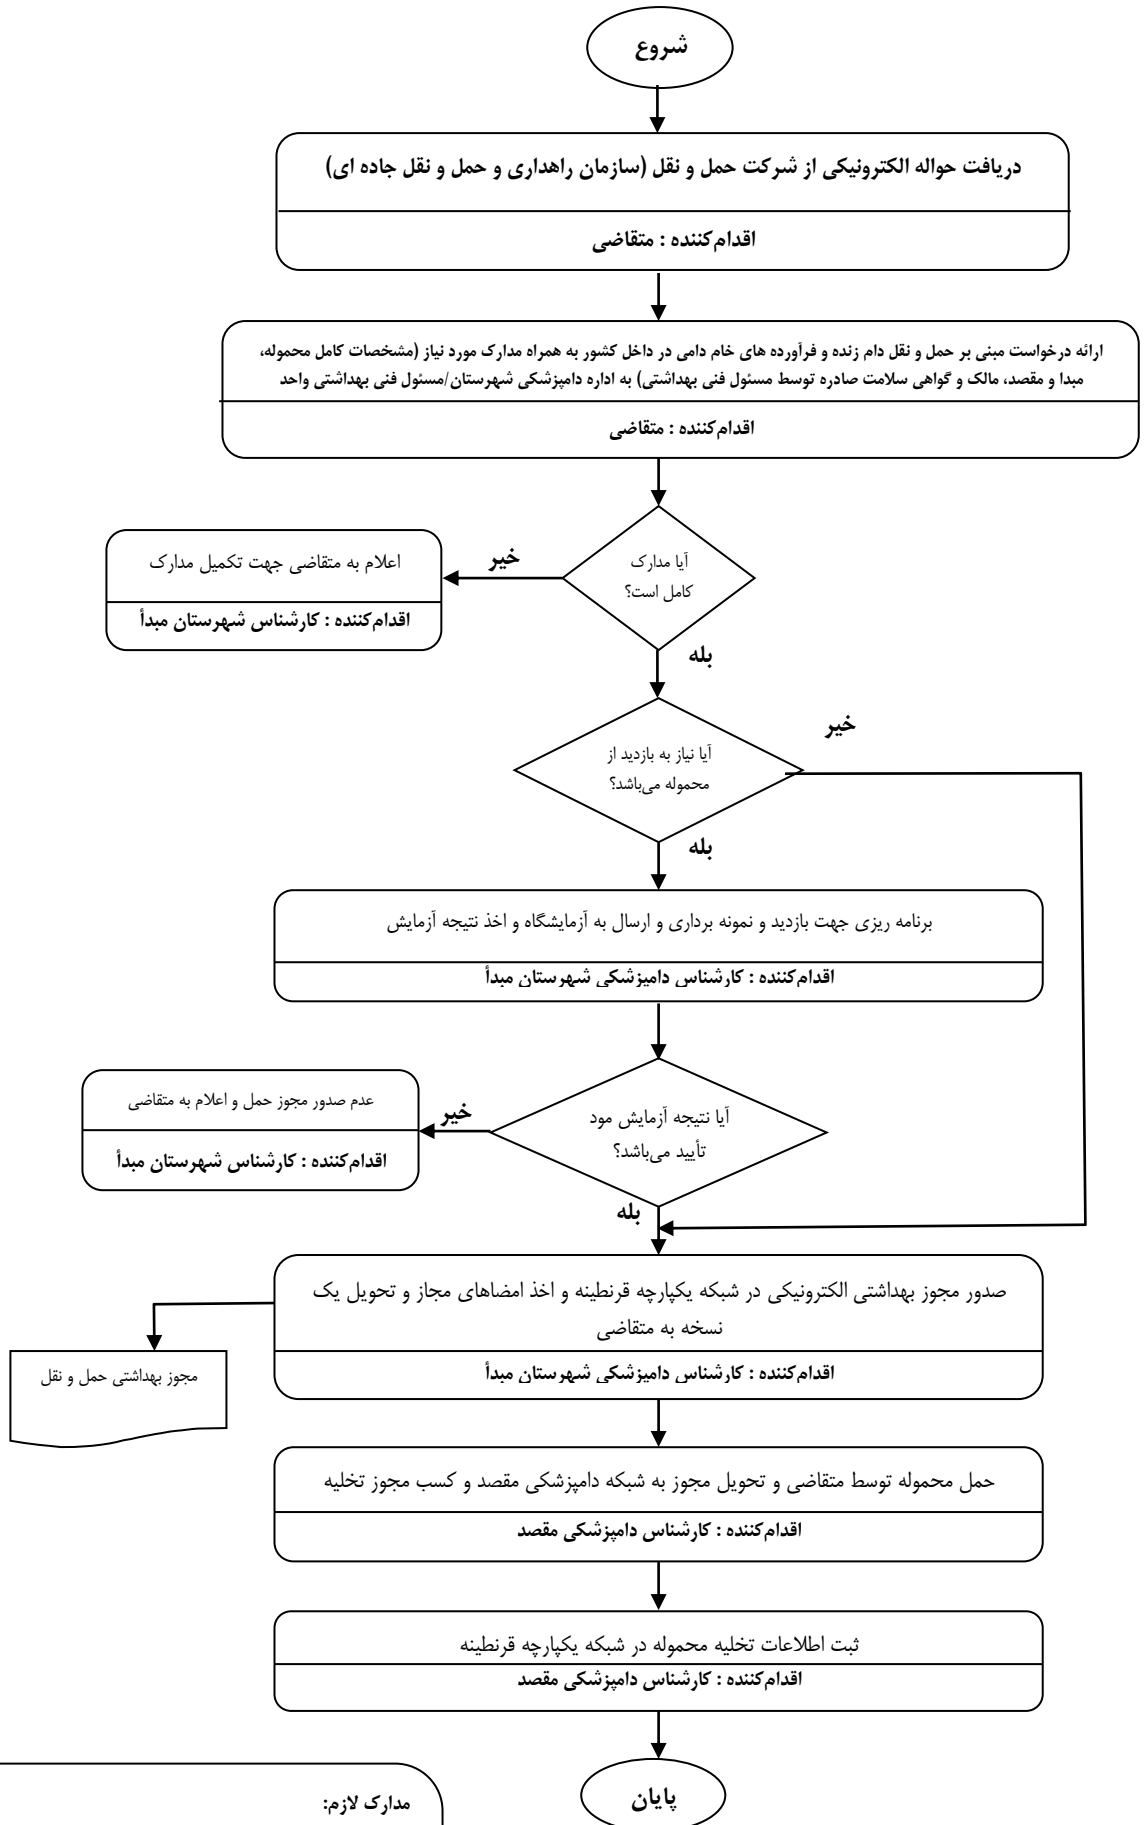 شروع
دریافت حواله الکترونیکی از شرکت حمل و نقل (سازمان راهداری و حمل و نقل جاده ای)
اقدام‌کننده : متقاضی
ارائه درخواست مبنی بر حمل و نقل دام زنده و فرآورده های خام دامی در داخل کشور به همراه مدارک مورد نیاز (مشخصات کامل محموله،
مبدا و مقصد، مالک و گواهی سلامت صادره توسط مسئول فنی بهداشتی) به اداره دامپزشکی شهرستان/مسئول فنی بهداشتی واحد
اقدام‌کننده : متقاضی
آیا مدارک
کامل است؟
خیر
اعلام به متقاضی جهت تکمیل مدارک
اقدام‌کننده : کارشناس شهرستان مبدأ
بله
آیا نیاز به بازدید از
محموله می‌باشد؟
خیر
بله
برنامه ریزی جهت بازدید و نمونه برداری و ارسال به آزمایشگاه و اخذ نتیجه آزمایش
اقدام‌کننده : کارشناس دامپزشکی شهرستان مبدأ
آیا نتیجه آزمایش مود
تأیید می‌باشد؟
خیر
عدم صدور مجوز حمل و اعلام به متقاضی
اقدام‌کننده : کارشناس شهرستان مبدأ
بله
صدور مجوز بهداشتی الکترونیکی در شبکه یکپارچه قرنطینه و اخذ امضاهای مجاز و تحویل یک
نسخه به متقاضی
اقدام‌کننده : کارشناس دامپزشکی شهرستان مبدأ
مجوز بهداشتی حمل و نقل
حمل محموله توسط متقاضی و تحویل مجوز به شبکه دامپزشکی مقصد و کسب مجوز تخلیه
اقدام‌کننده : کارشناس دامپزشکی مقصد
ثبت اطلاعات تخلیه محموله در شبکه یکپارچه قرنطینه
اقدام‌کننده : کارشناس دامپزشکی مقصد
پایان
مدارک لازم: